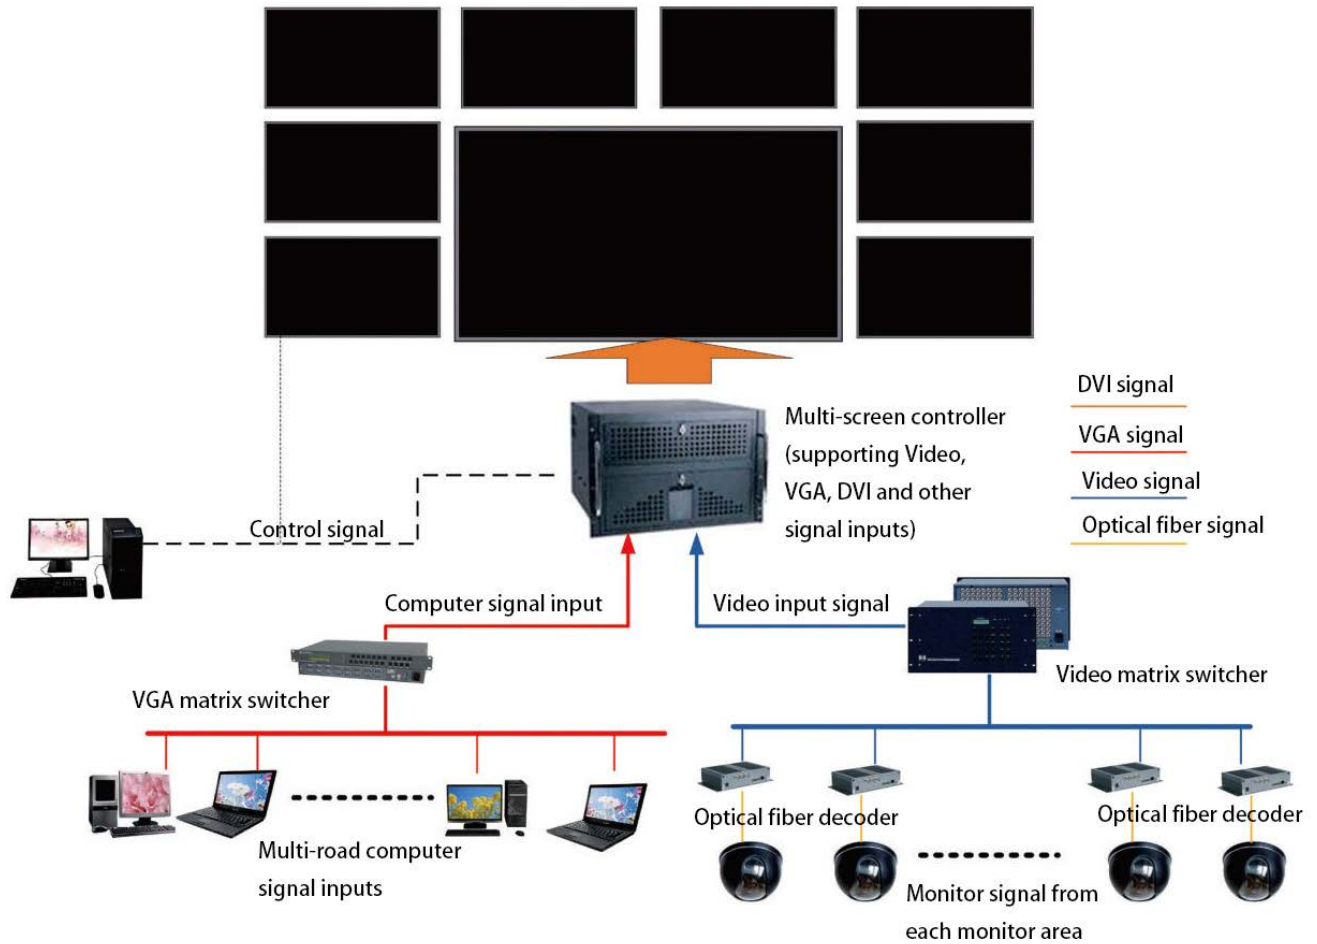 DVI signal
VGA signal
Video signal
Optical fiber signal
Multi-screen controller
(supporting Video,
VGA, DVI and other
signal inputs)
Control signal
Computer signal input
Video input signal
VGA matrix switcher
Video matrix switcher
Optical fiber decoder
Optical fiber decoder
Multi-road computer
signal inputs
Monitor signal from
each monitor area